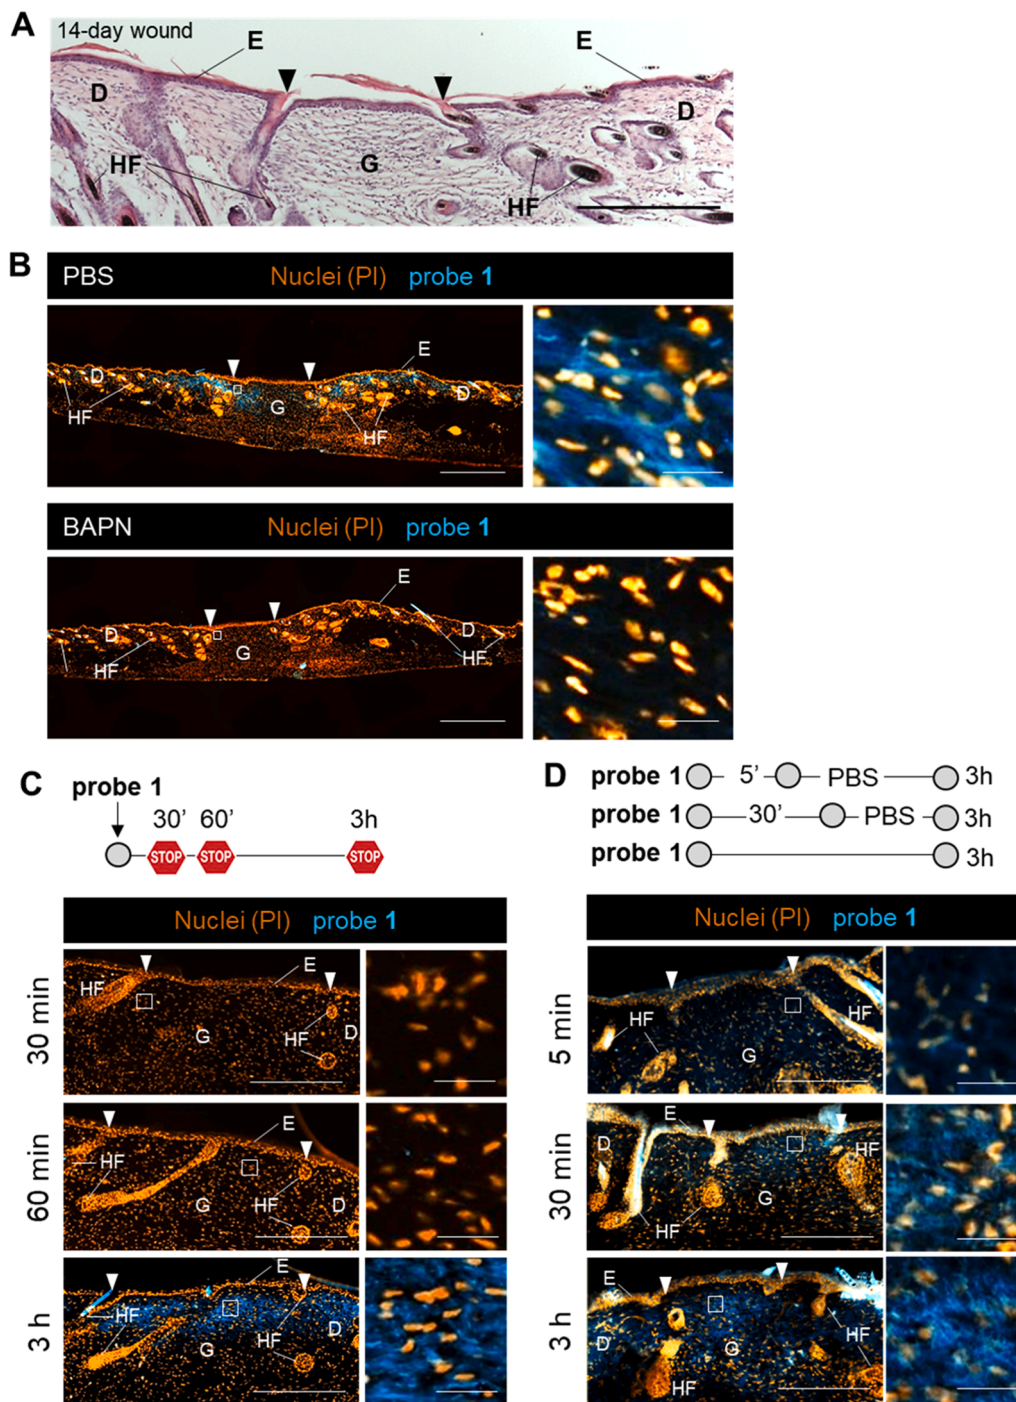 A
14-day wound
E
E
D
D
G
HF
HF
B
PBS Nuclei (PI) probe 1
E
D
D
HF
G
HF
BAPN Nuclei (PI) probe 1
E
D
D
HF
G
HF
C
probe 1
30’ 60’ 3h
STOP STOP STOP
Nuclei (PI) probe 1
30 min
E
HF
HF
D
G
60 min
E
HF
HF
D
G
3 h
E
HF
HF
D
G
D
probe 1 5’ PBS 3h
probe 1 30’ PBS 3h
probe 1 3h
Nuclei (PI) probe 1
5 min
HF
HF
G
30 min
E
D
HF
G
HF
3 h
E
D
HF
G
HF